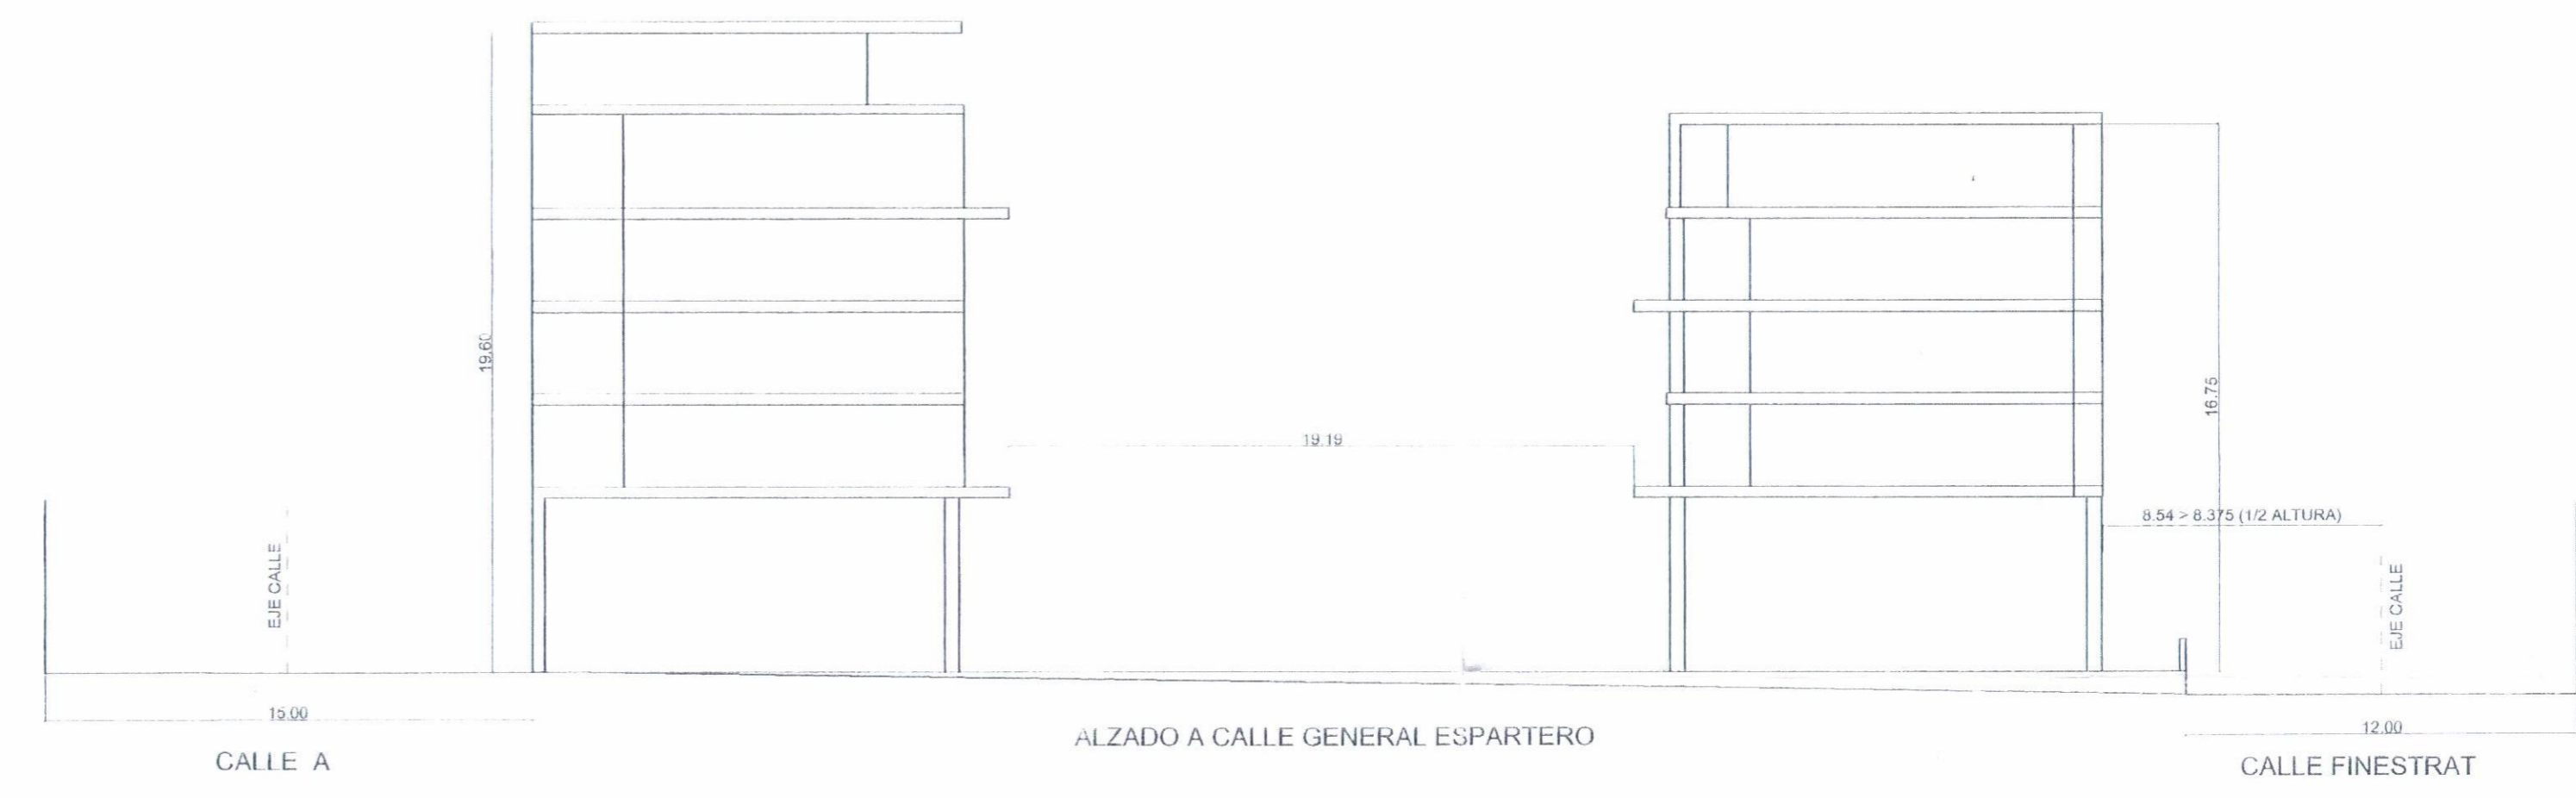 19.60
19.19
16.75
8.54 > 8.375 (1/2 ALTURA)
EJE CALLE
EJE CALLE
15.00
12.00
ALZADO A CALLE GENERAL ESPARTERO
CALLE A
CALLE FINESTRAT